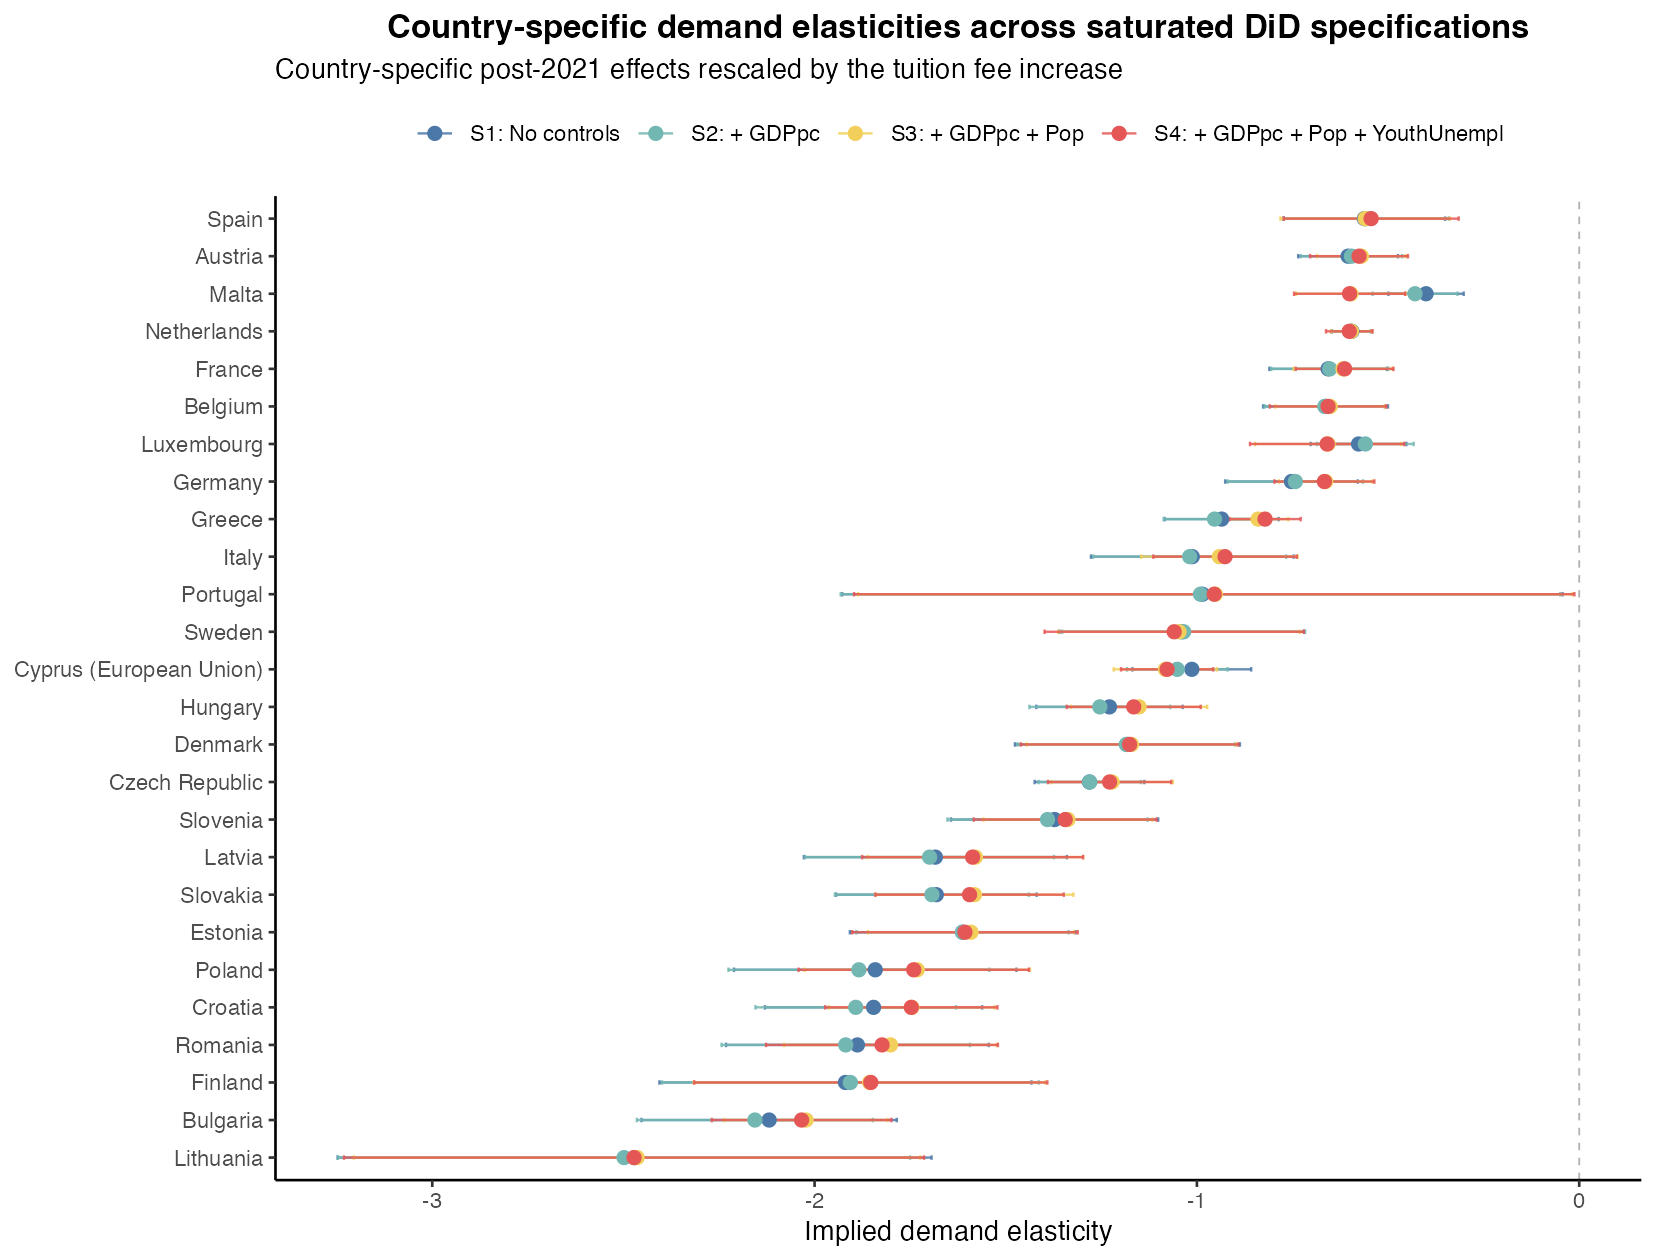 Country-specific demand elasticities across saturated DiD specifications
Country-specific post-2021 effects rescaled by the tuition fee increase
S1: No controls S2: + GDPpc S3: + GDPpc + Pop S4: + GDPpc + Pop + YouthUnempl
Spain
Austria
Malta
Netherlands
France
Belgium
Luxembourg
Germany
Greece
Italy
Portugal
Sweden
Cyprus (European Union)
Hungary
Denmark
Czech Republic
Slovenia
Latvia
Slovakia
Estonia
Poland
Croatia
Romania
Finland
Bulgaria
Lithuania
-3 -2 -1 0
Implied demand elasticity